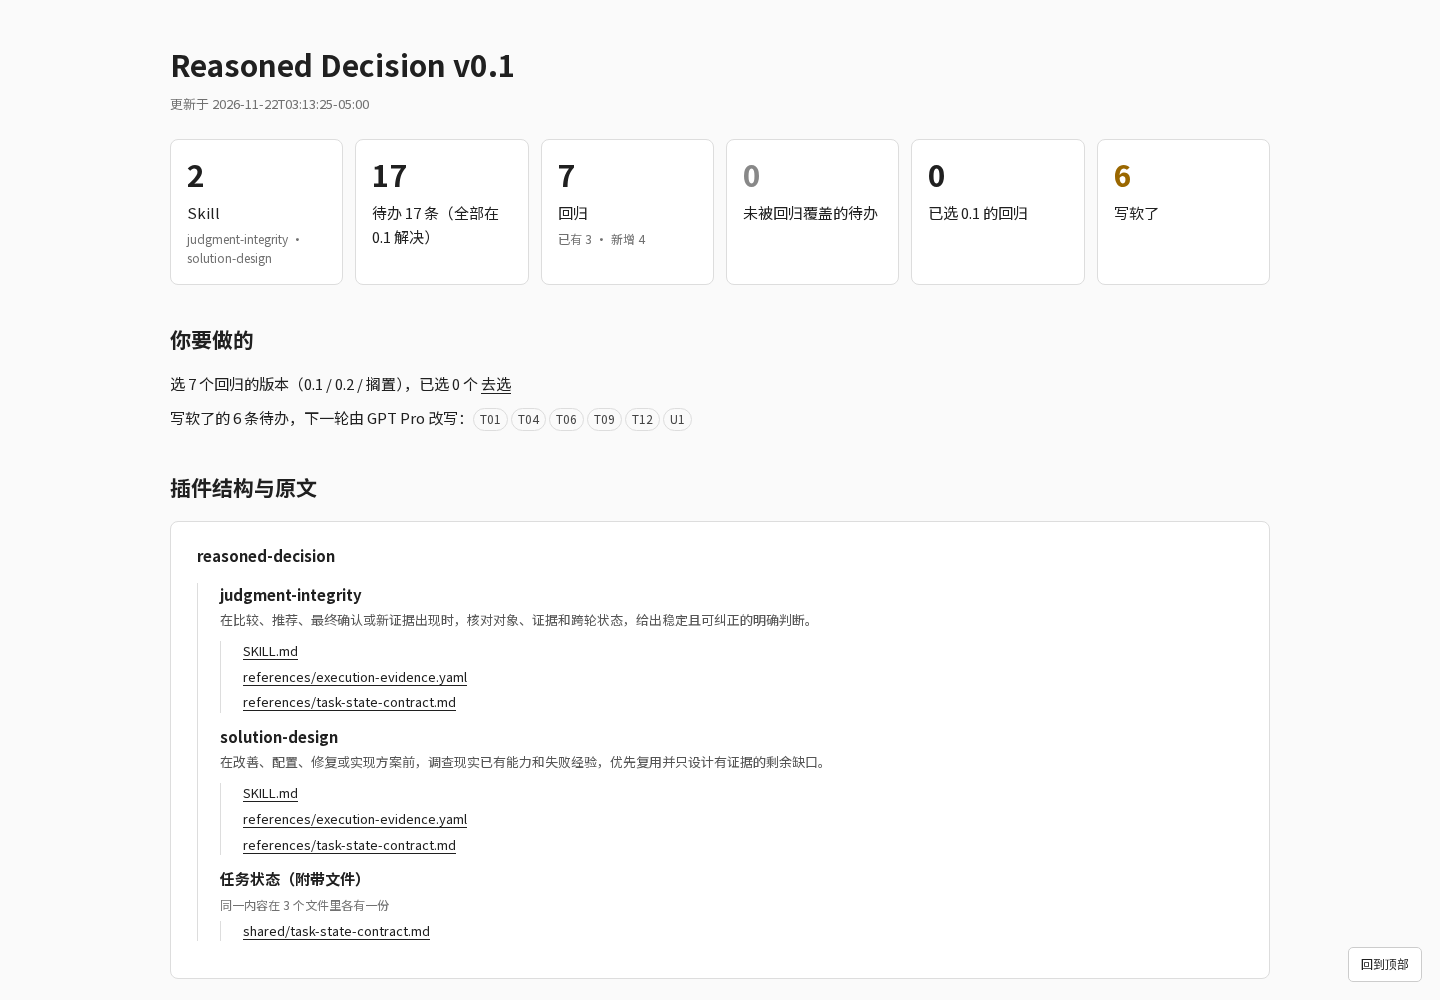 Reasoned Decision v0.1
更新于 2026-11-22T03:13:25-05:00
2
Skill
judgment-integrity ・
solution-design
17
待办 17 条（全部在
0.1 解决）
7
回归
已有 3 ・ 新增 4
0
未被回归覆盖的待办
0
已选 0.1 的回归
6
写软了
你要做的
选 7 个回归的版本（0.1 / 0.2 / 搁置），已选 0 个 去选
写软了的 6 条待办，下一轮由 GPT Pro 改写： T01 T04 T06 T09 T12 U1
插件结构与原文
reasoned-decision
judgment-integrity
在比较、推荐、最终确认或新证据出现时，核对对象、证据和跨轮状态，给出稳定且可纠正的明确判断。
SKILL.md
references/execution-evidence.yaml
references/task-state-contract.md
solution-design
在改善、配置、修复或实现方案前，调查现实已有能力和失败经验，优先复用并只设计有证据的剩余缺口。
SKILL.md
references/execution-evidence.yaml
references/task-state-contract.md
任务状态（附带文件）
同一内容在 3 个文件里各有一份
shared/task-state-contract.md
回到顶部